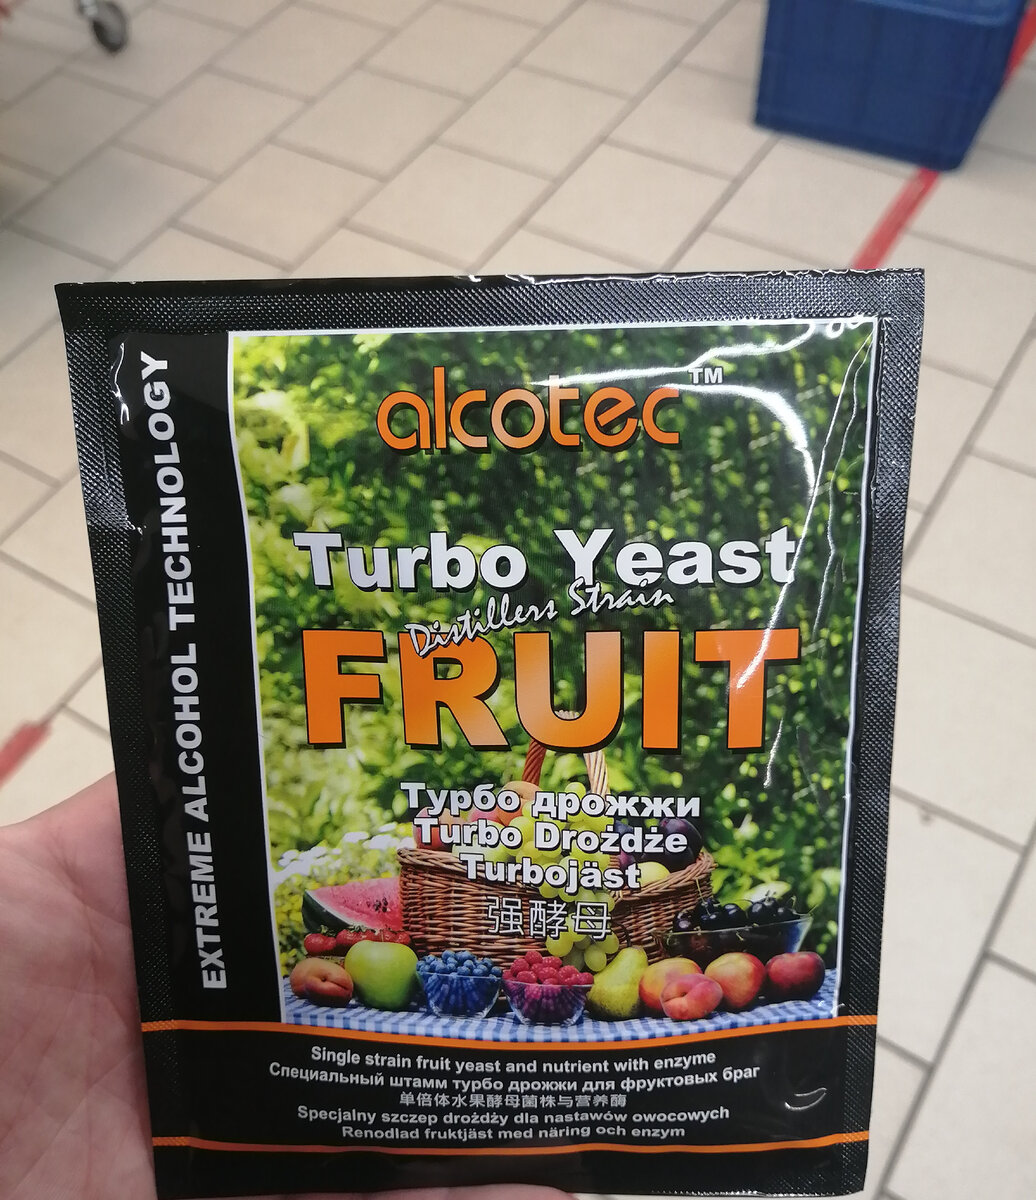 alcotec™
EXTREME ALCOHOL TECHNOLOGY
Turbo Yeast
Distillers Strain
FRUIT
Турбо дрожжи
Turbo Drożdże
Turbojäst
强酵母
Single strain fruit yeast and nutrient with enzyme
Специальный штамм турбо дрожжи для фруктовых браг
单倍体水果酵母菌株与营养酶
Specjalny szczep drożdży dla nastawów owocowych
Renodlad fruktjäst med näring och enzym